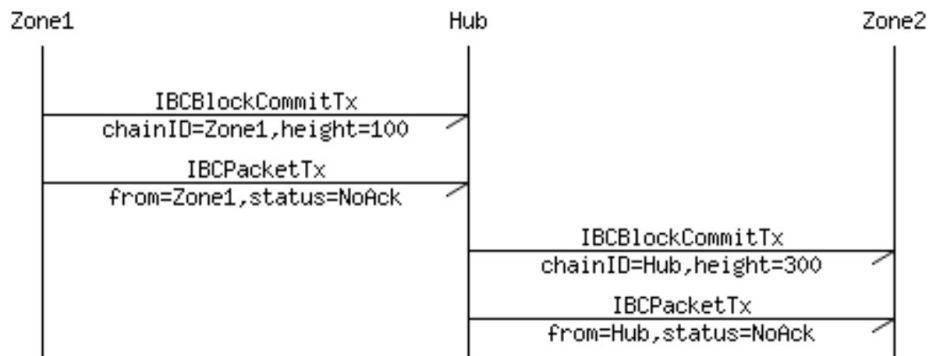 Zone1 Hub Zone2
IBCBlockCommitTx
chainID=Zone1,height=100
IBCPacketTx
from=Zone1,status=NoAck
IBCBlockCommitTx
chainID=Hub,height=300
IBCPacketTx
from=Hub,status=NoAck